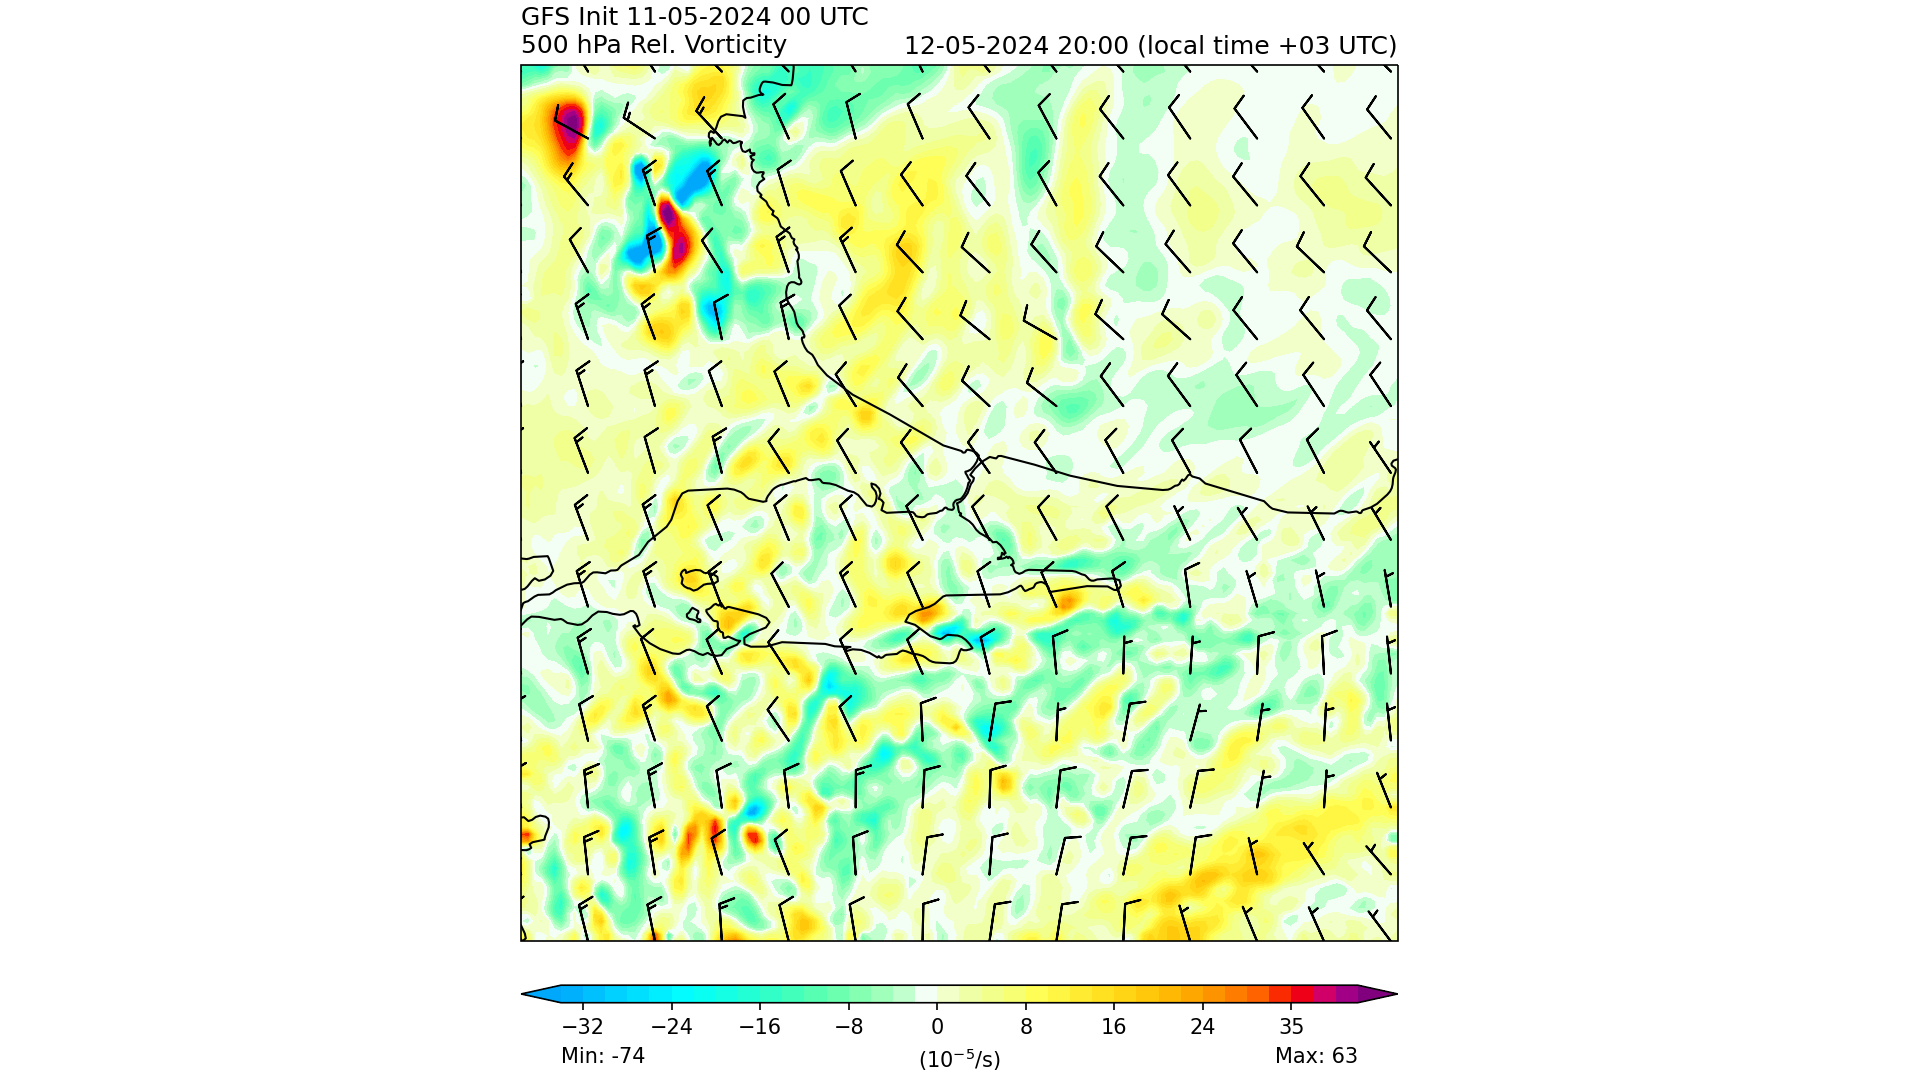 GFS Init 11-05-2024 00 UTC
500 hPa Rel. Vorticity
12-05-2024 20:00 (local time +03 UTC)
−32 −24 −16 −8 0 8 16 24 35
Min: -74 (10⁻⁵/s) Max: 63